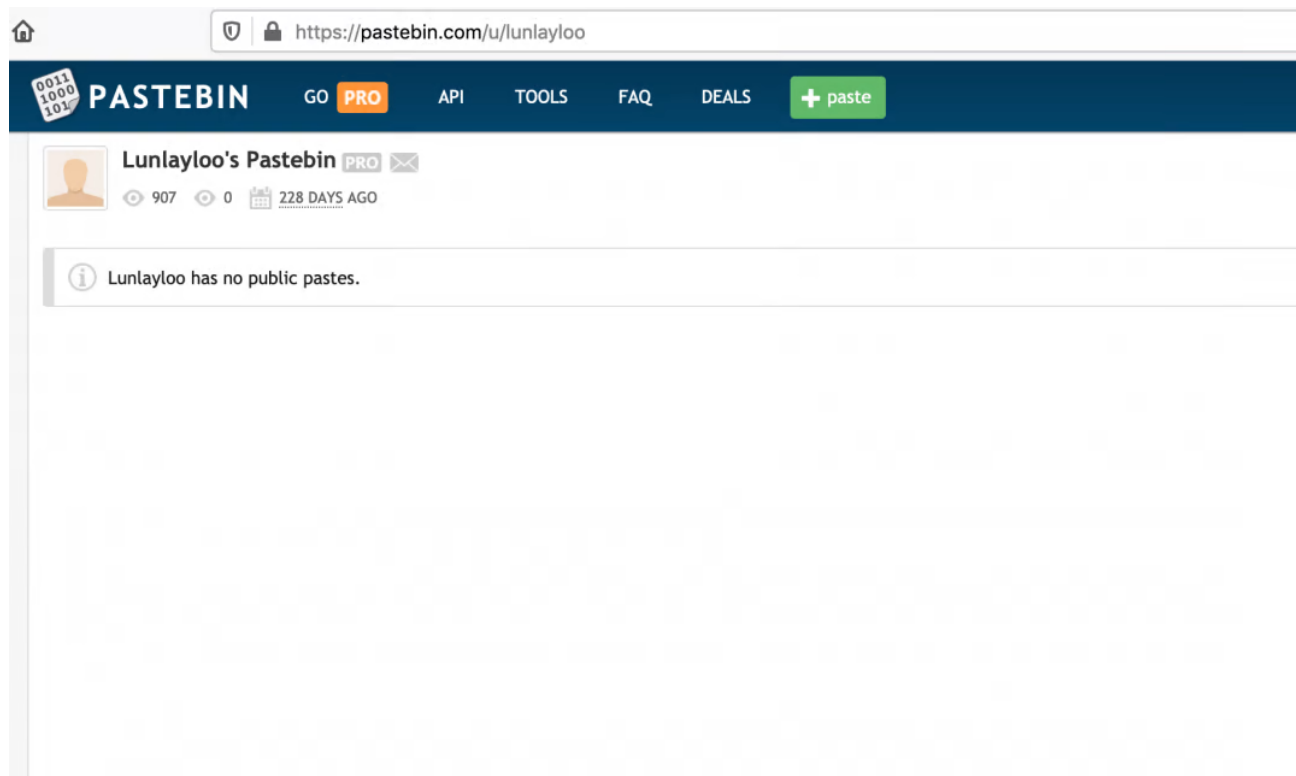 https://pastebin.com/u/lunlayloo
0011 1000 101 PASTEBIN GO PRO API TOOLS FAQ DEALS + paste
Lunlayloo's Pastebin PRO
907 0 228 DAYS AGO
Lunlayloo has no public pastes.